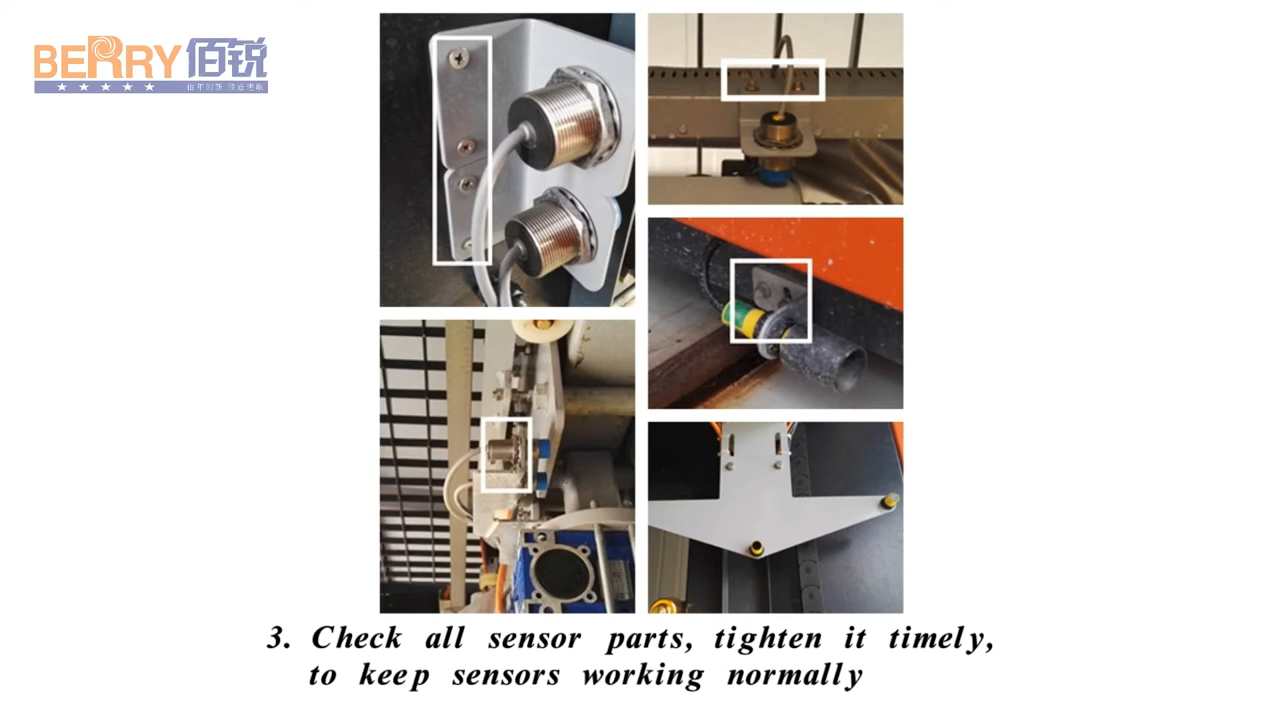 BERRY佰锐
3. Check all sensor parts, tighten it timely,
to keep sensors working normally